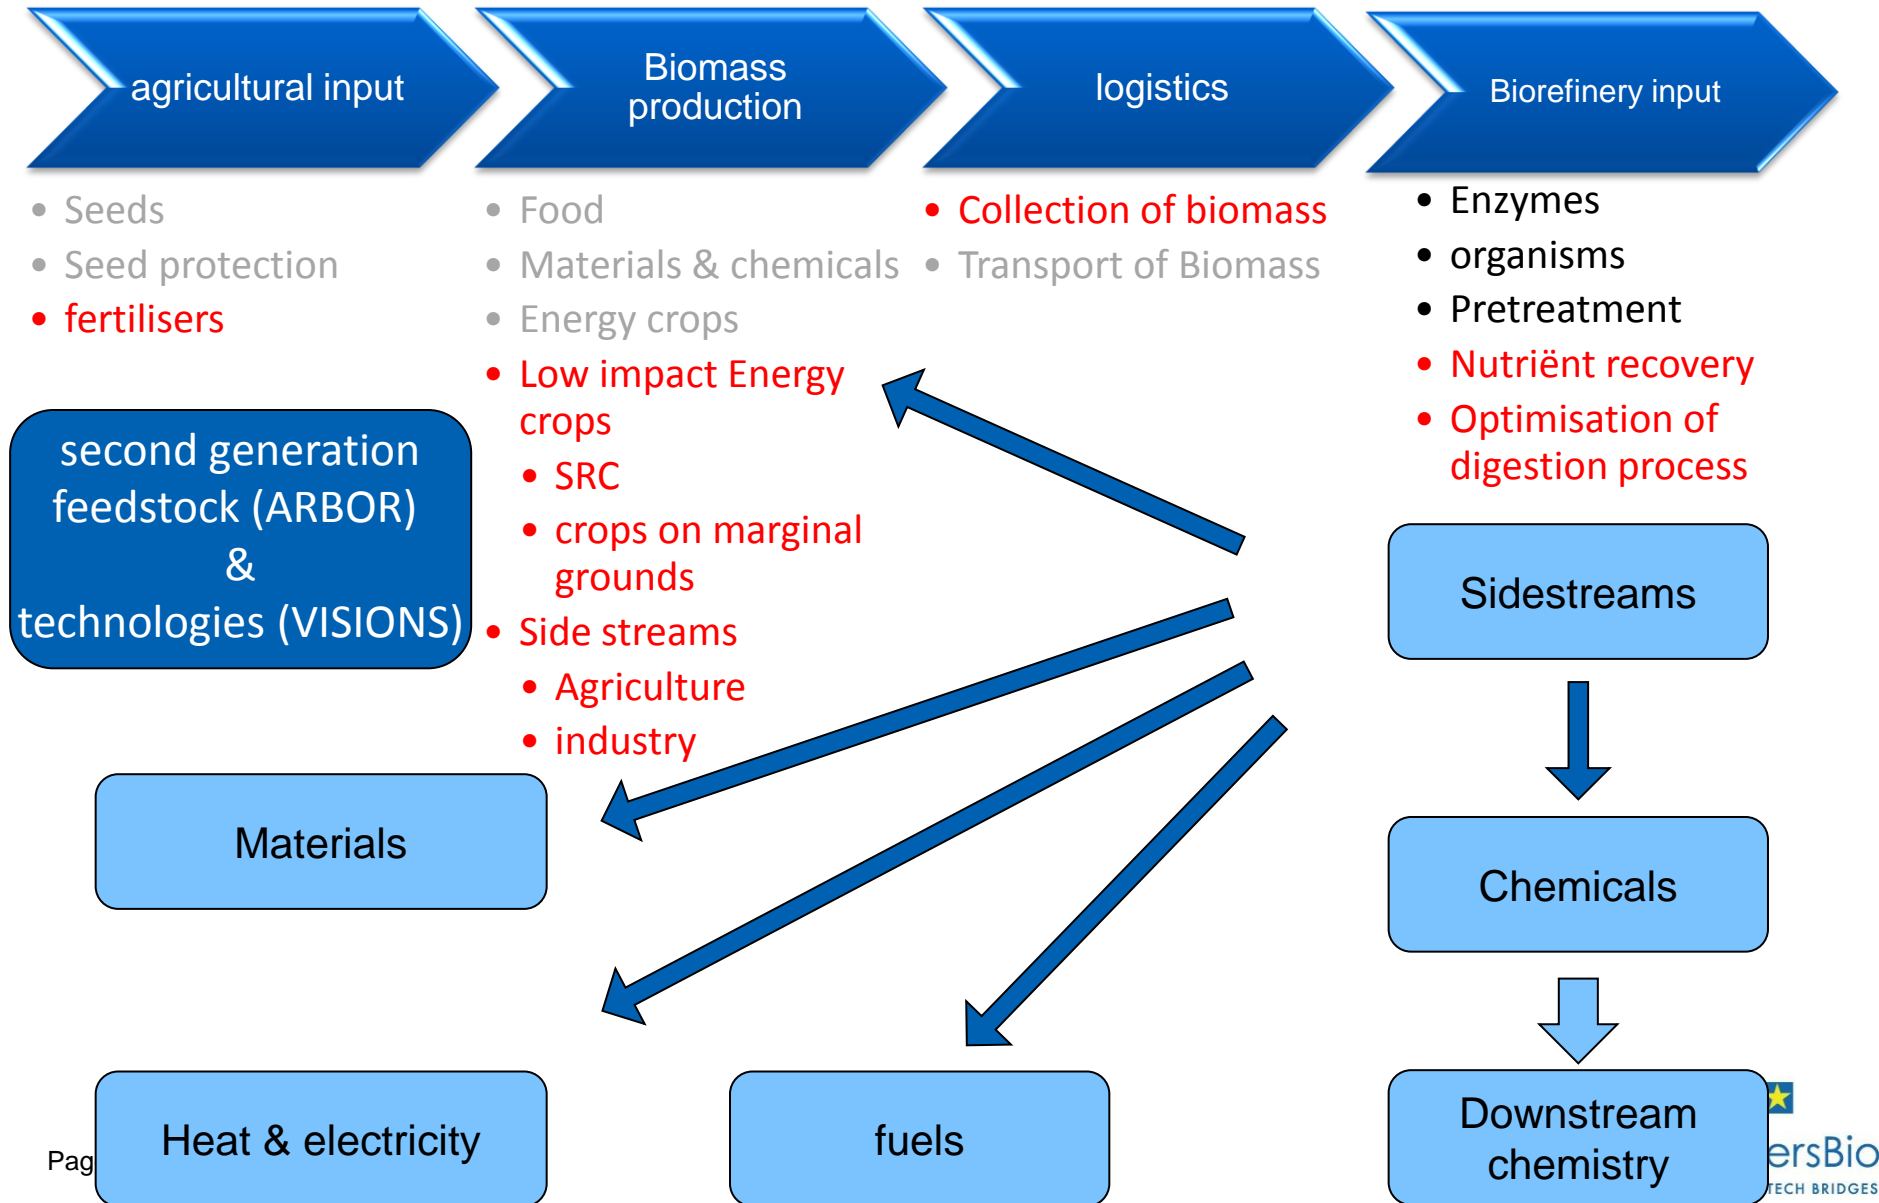 agricultural input
Biomass
production
logistics
Biorefinery input
• Seeds
• Seed protection
• fertilisers
• Food
• Materials & chemicals
• Energy crops
• Low impact Energy
crops
• SRC
• crops on marginal
grounds
• Side streams
• Agriculture
• industry
• Collection of biomass
• Transport of Biomass
• Enzymes
• organisms
• Pretreatment
• Nutriënt recovery
• Optimisation of
digestion process
second generation
feedstock (ARBOR)
&
technologies (VISIONS)
Sidestreams
Materials
Chemicals
Heat & electricity
fuels
Downstream
chemistry
Pag
ersBio
TECH BRIDGES